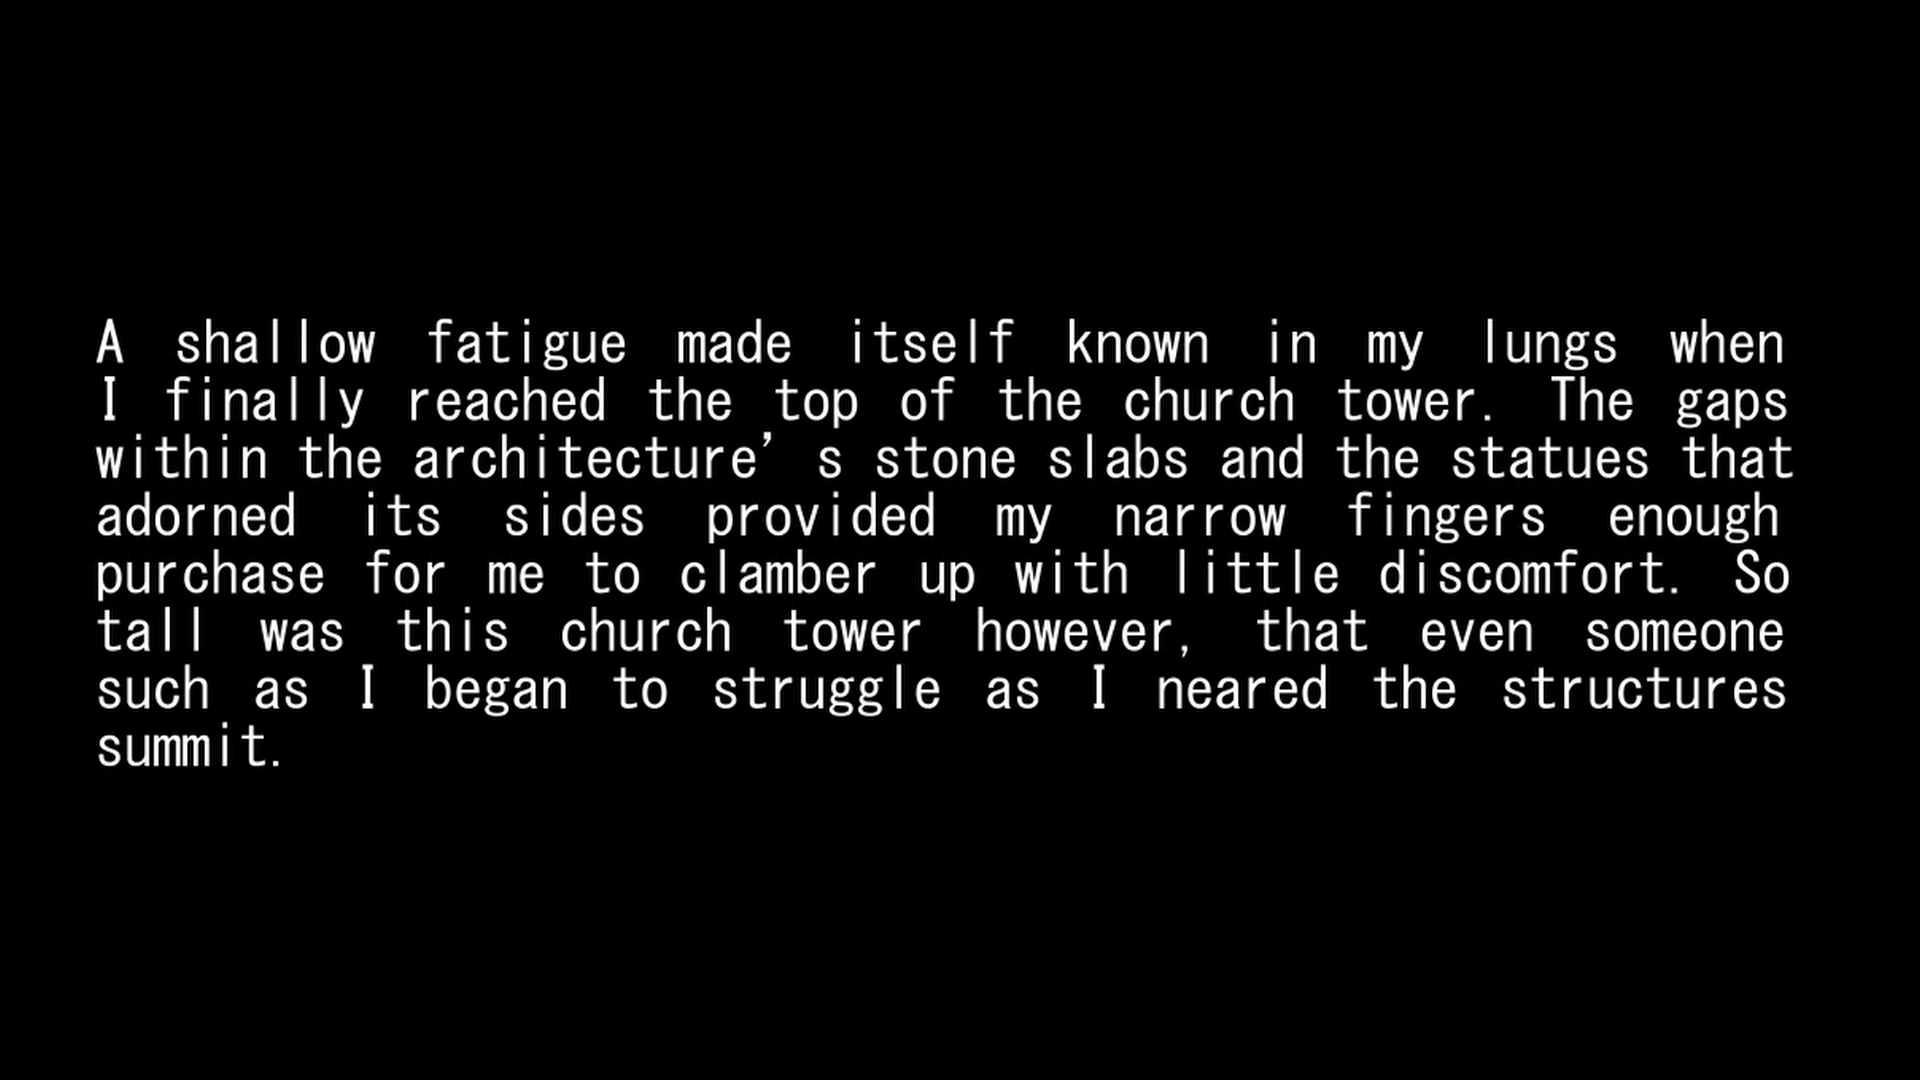 A shallow fatigue made itself known in my lungs when
I finally reached the top of the church tower. The gaps
within the architecture’s stone slabs and the statues that
adorned its sides provided my narrow fingers enough
purchase for me to clamber up with little discomfort. So
tall was this church tower however, that even someone
such as I began to struggle as I neared the structures
summit.